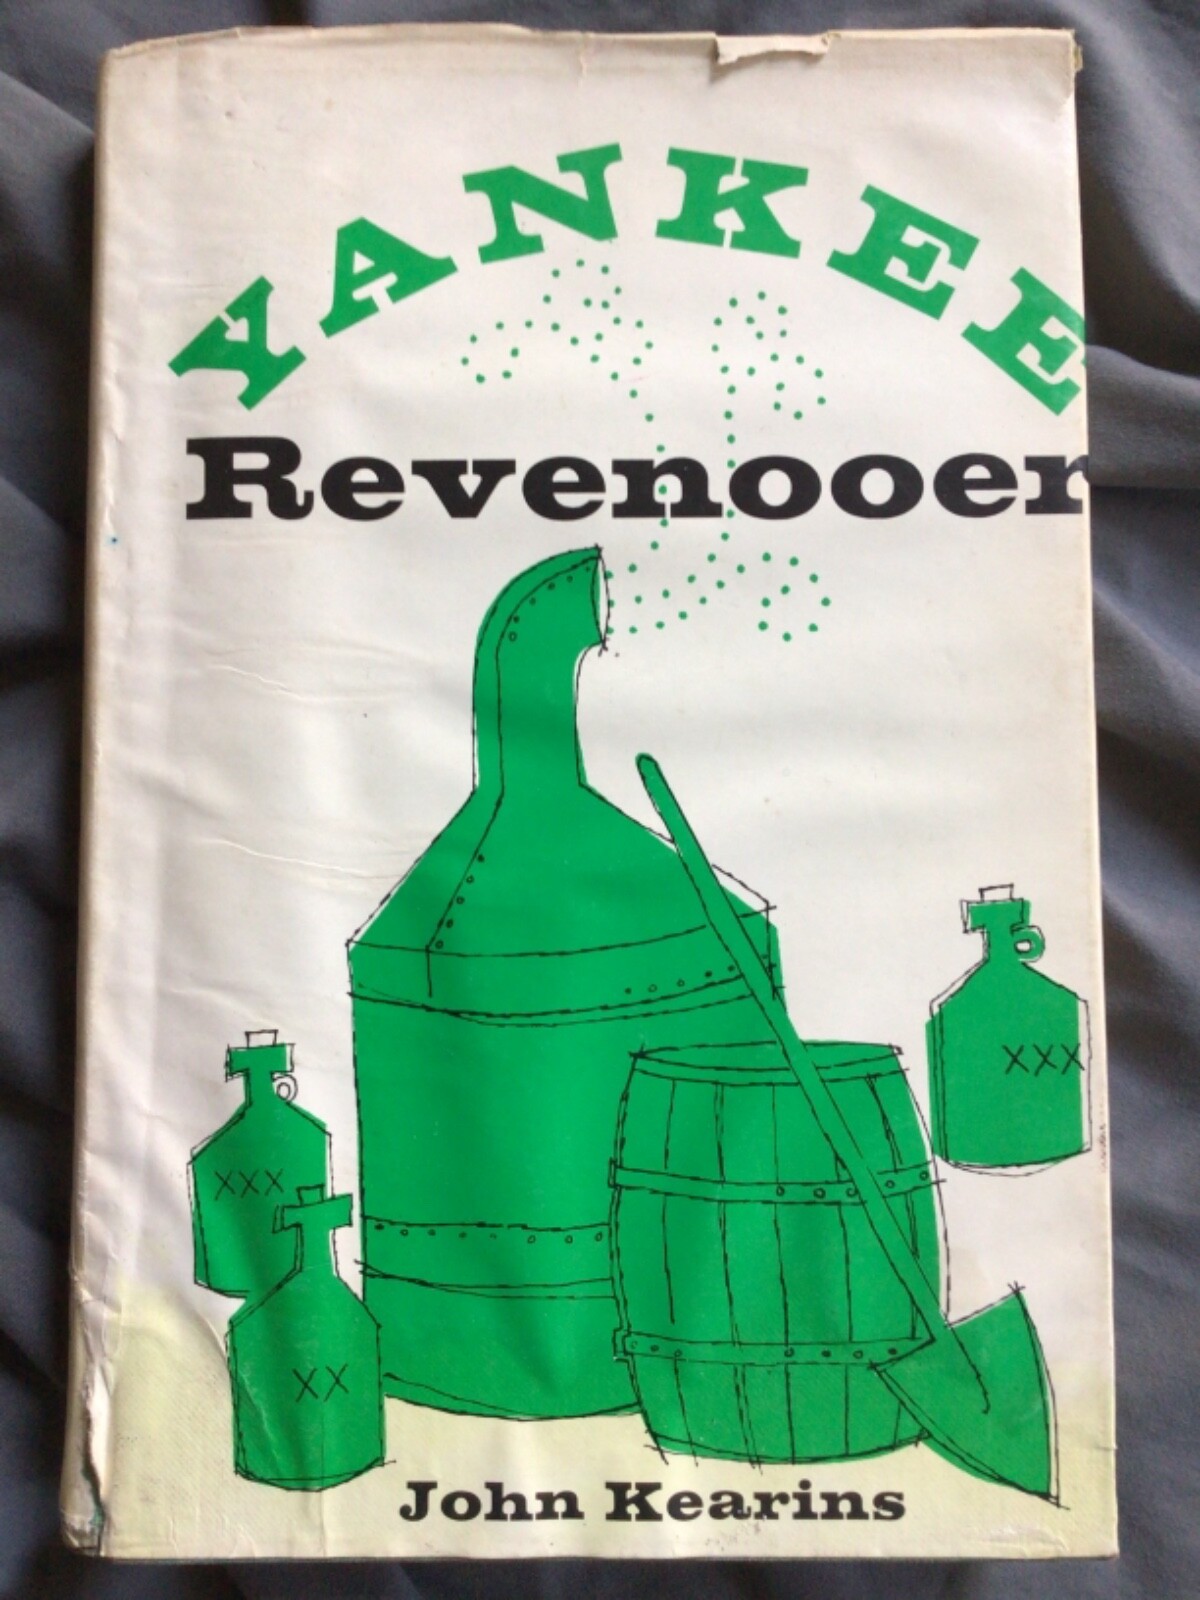 YANKEE
Revenooer
XXX
XXX
XX
John Kearins